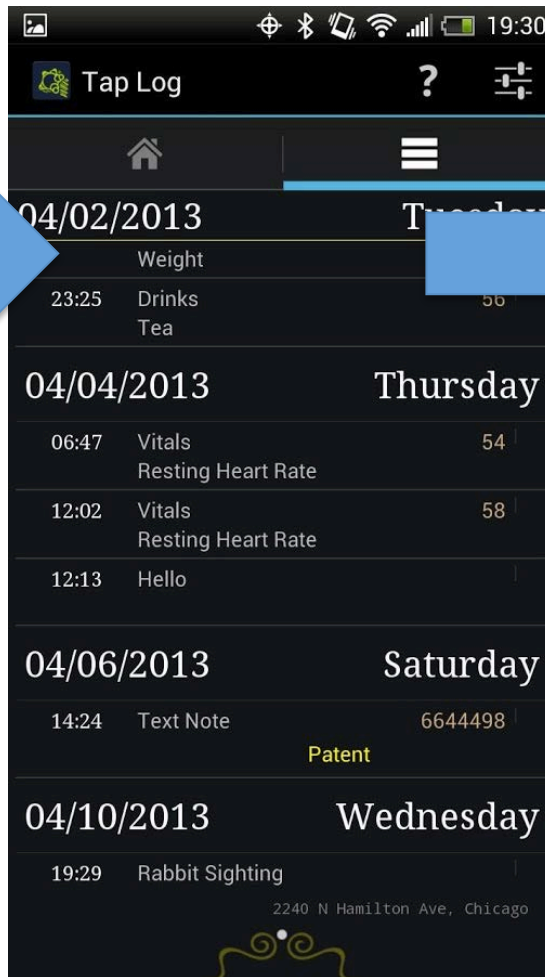 19:30
Tap Log ?
04/02/2013 Tuesday
Weight
23:25 Drinks 56
Tea
04/04/2013 Thursday
06:47 Vitals 54
Resting Heart Rate
12:02 Vitals 58
Resting Heart Rate
12:13 Hello
04/06/2013 Saturday
14:24 Text Note 6644498
Patent
04/10/2013 Wednesday
19:29 Rabbit Sighting
2240 N Hamilton Ave, Chicago